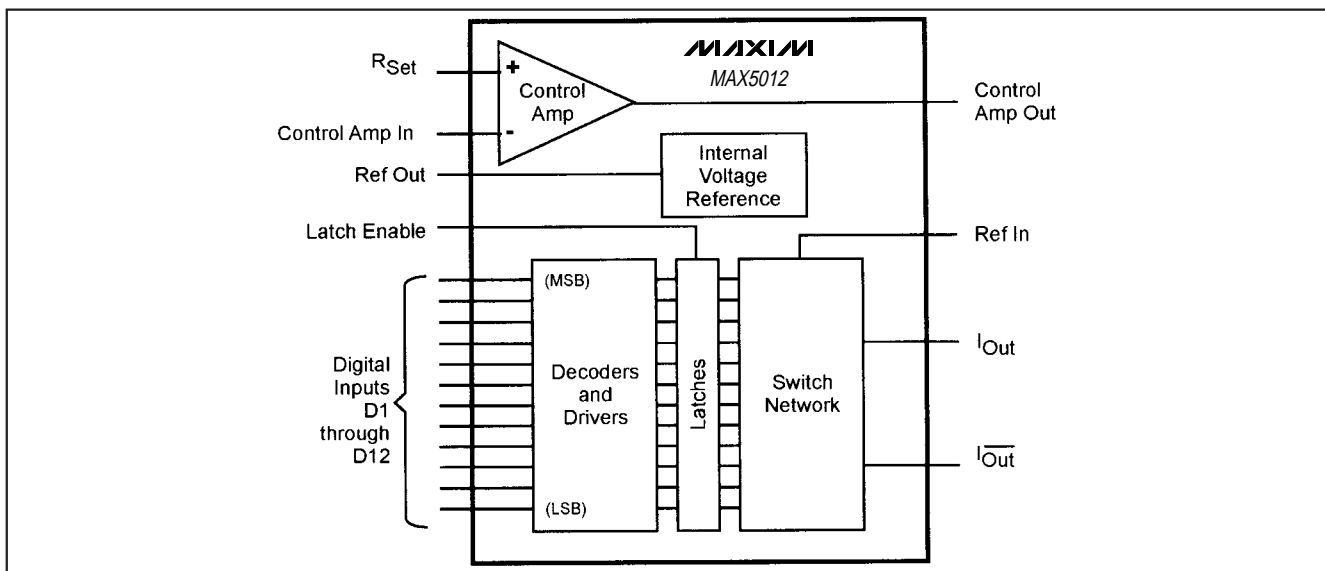 MAXIM
MAX5012
RSet
+
Control
Amp
-
Control Amp In
Control
Amp Out
Ref Out
Internal
Voltage
Reference
Latch Enable
Ref In
(MSB)
Digital
Inputs
D1
through
D12
Decoders
and
Drivers
(LSB)
Latches
Switch
Network
IOut
IOut